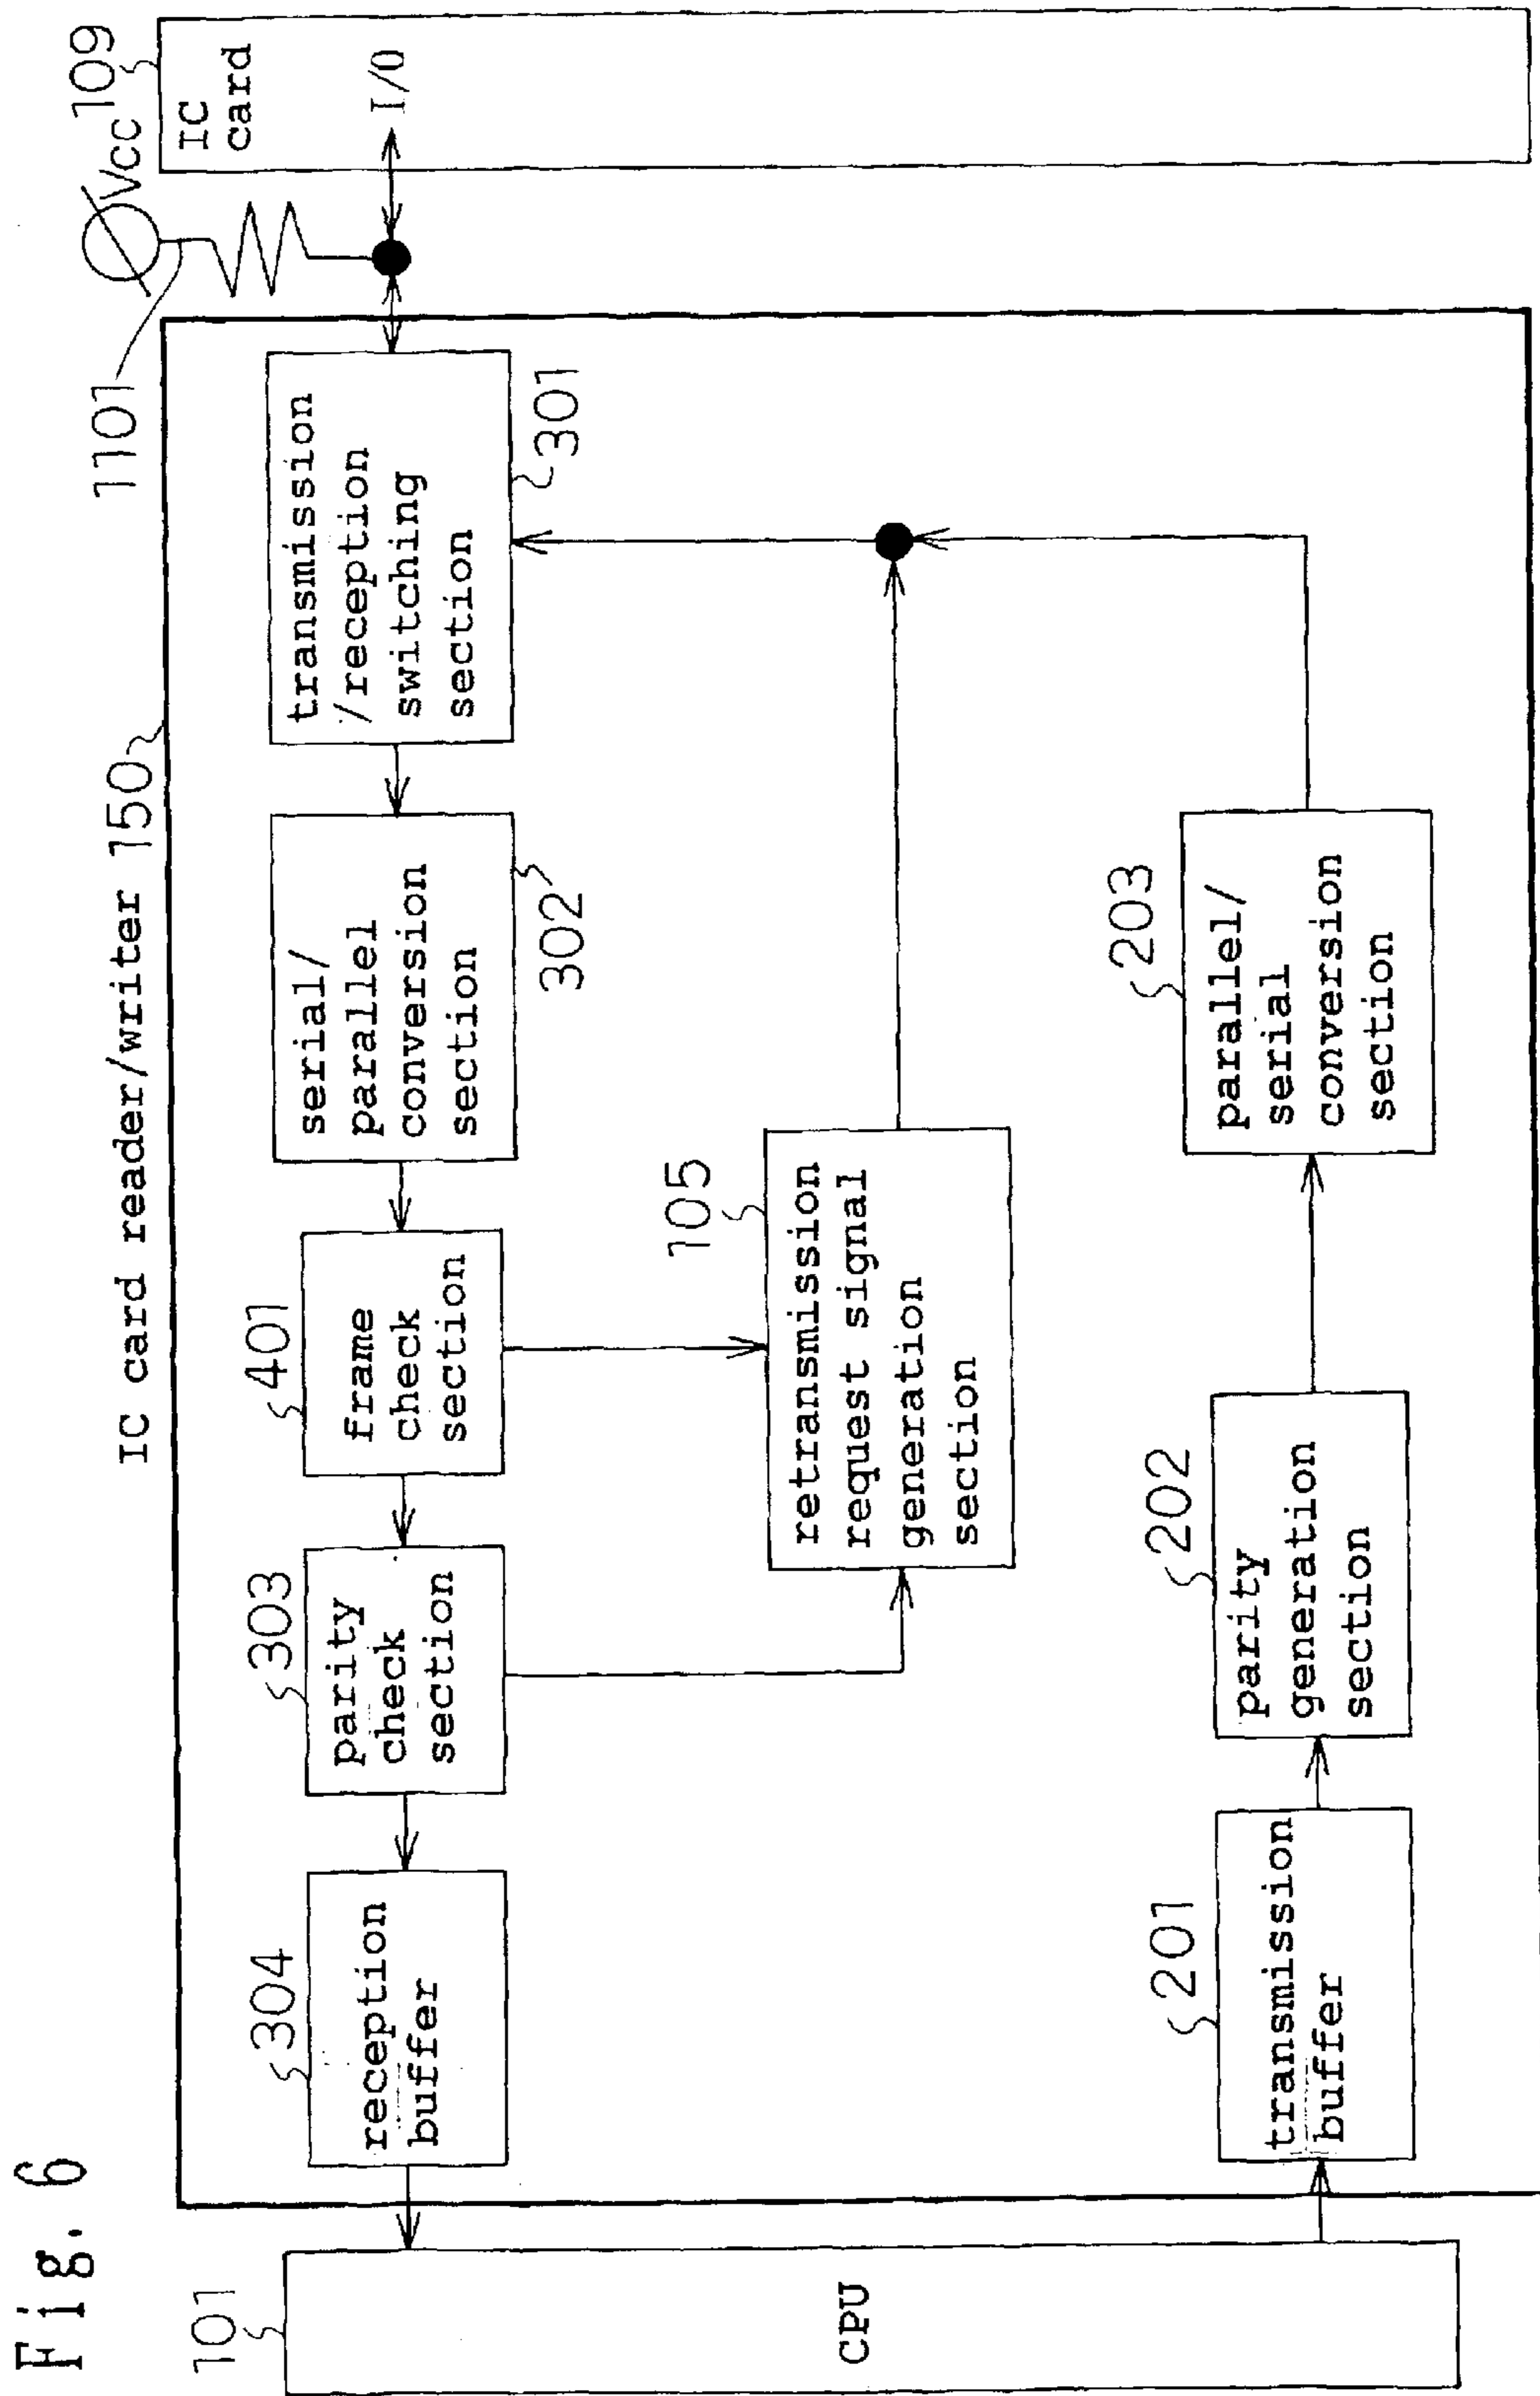 Fig. 6
IC card reader/writer 150
1101
Vcc
109
IC
card
I/O
101
CPU
304
reception
buffer
303
parity
check
section
401
frame
check
section
serial/
parallel
conversion
section
302
transmission
/reception
switching
section
301
105
retransmission
request signal
generation
section
201
transmission
buffer
202
parity
generation
section
203
parallel/
serial
conversion
section